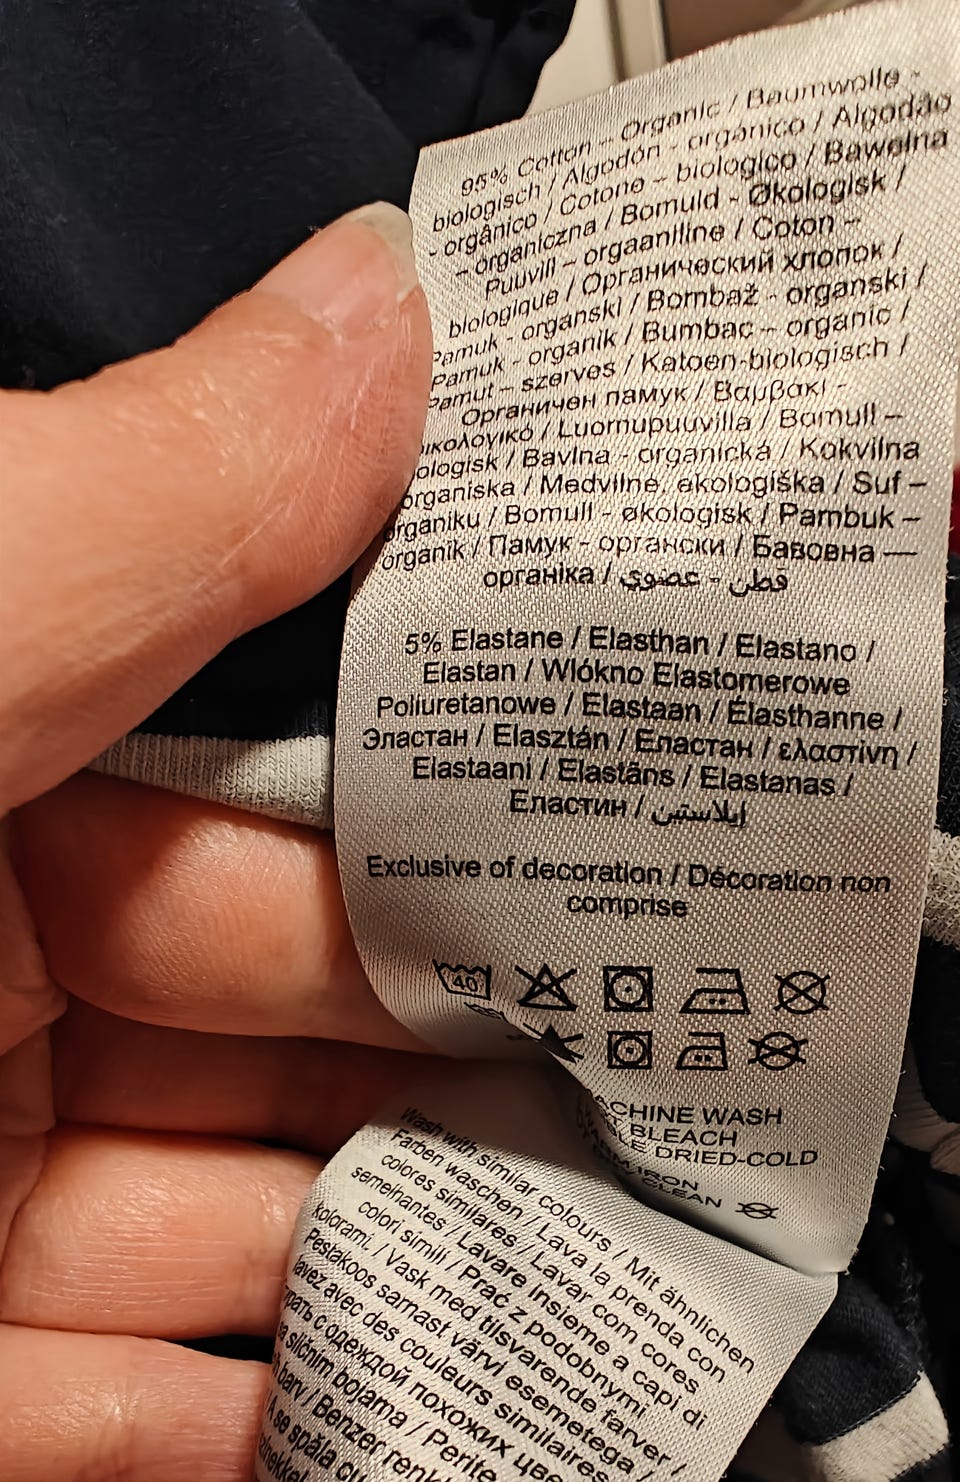 95% Cotton – Organic / Baumwolle -
biologisch / Algodón - orgánico / Algodão
- orgânico / Cotone – biologico / Bawełna
– organiczna / Bomuld - Økologisk /
Puuvill – orgaaniline / Coton –
biologique / Органический хлопок /
Pamuk - organski / Bombaž - organski /
Pamuk - organik / Bumbac – organic /
Pamut – szerves / Katoen-biologisch /
Органичен памук / Βαμβάκι -
οικολογικό / Luomupuuvilla / Bomull –
ologisk / Bavlna - organická / Kokvilna
organiska / Medvilnė, ekologiška / Suf –
organiku / Bomull - økologisk / Pambuk –
organik / Памук - органски / Бавовна —
органіка / قطن - عضوي
5% Elastane / Elasthan / Elastano /
Elastan / Włókno Elastomerowe
Poliuretanowe / Elastaan / Élasthanne /
Эластан / Elasztán / Еластан / ελαστίνη /
Elastaani / Elastāns / Elastanas /
Еластин / إيلاستين
Exclusive of decoration / Décoration non
comprise
40
ACHINE WASH
BLEACH
DRIED-COLD
IRON
CLEAN
Wash with similar colours / Mit ähnlichen
Farben waschen / Lava la prenda con
colores similares / Lavar com cores
semelhantes / Lavare insieme a capi di
colori simili / Prać z podobnymi
kolorami. / Vask med tilsvarende farver /
Pestakoos sarnast värvi esemetega /
lavez avec des couleurs similaires
ирать с одеждой похожих цве
sa sličnim bojama / Perite
barv / Benzer renk
/ A se spăla cu